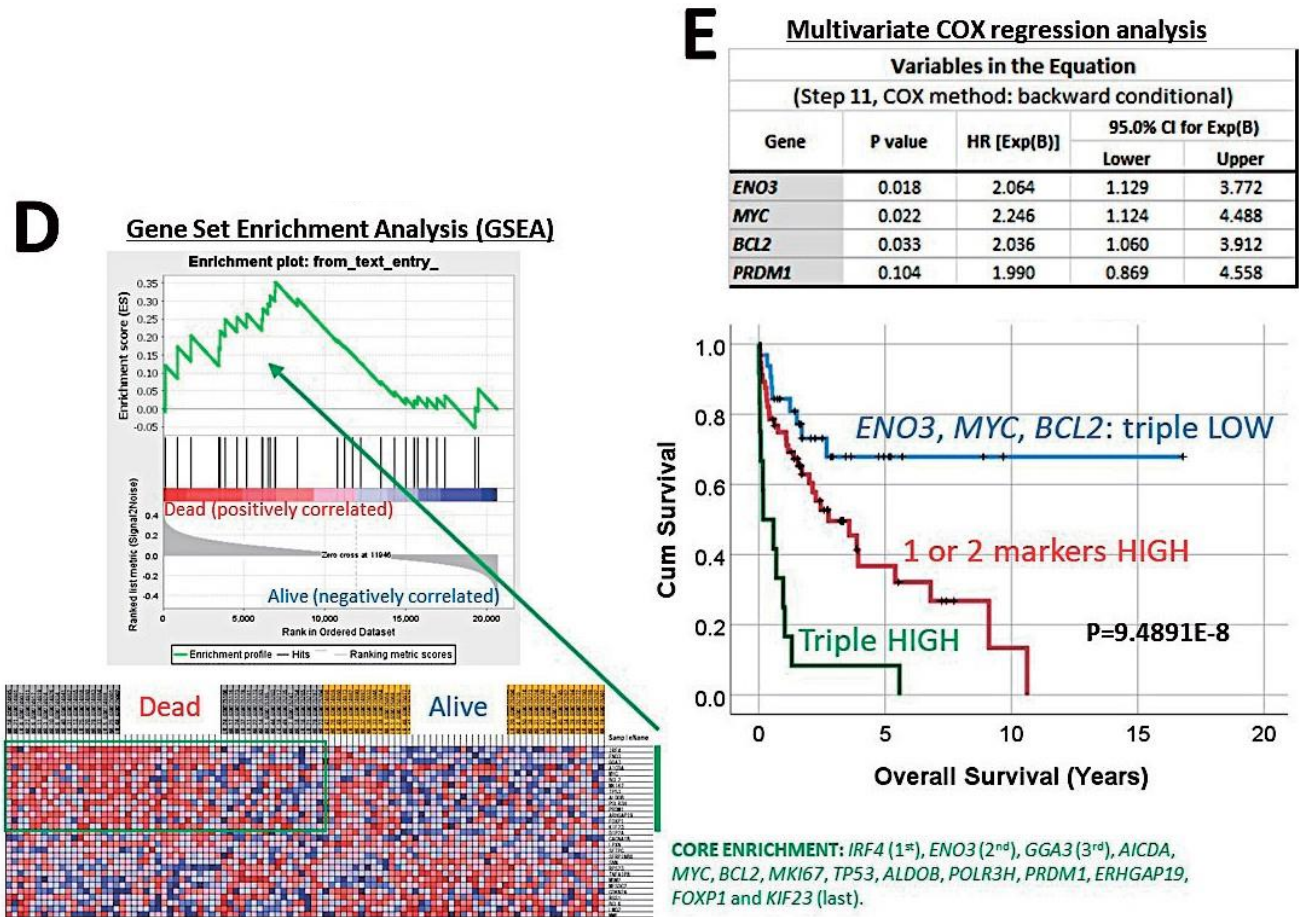 D
Gene Set Enrichment Analysis (GSEA)
Enrichment plot: from_text_entry_
Enrichment score (ES)
0.35
0.30
0.25
0.20
0.15
0.10
0.05
0.00
-0.05
Dead (positively correlated)
Ranked list metric (Signal2Noise)
0.4
0.2
0.0
-0.2
-0.4
Zero cross at 11946
Alive (negatively correlated)
0 5,000 10,000 15,000 20,000
Rank in Ordered Dataset
Enrichment profile Hits Ranking metric scores
Dead Alive
SampleName
E
Multivariate COX regression analysis
Variables in the Equation
(Step 11, COX method: backward conditional)
Gene P value HR [Exp(B)] 95.0% CI for Exp(B)
Lower Upper
ENO3 0.018 2.064 1.129 3.772
MYC 0.022 2.246 1.124 4.488
BCL2 0.033 2.036 1.060 3.912
PRDM1 0.104 1.990 0.869 4.558
Cum Survival
1.0
0.8
0.6
0.4
0.2
0.0
ENO3, MYC, BCL2: triple LOW
1 or 2 markers HIGH
Triple HIGH
P=9.4891E-8
0 5 10 15 20
Overall Survival (Years)
CORE ENRICHMENT: IRF4 (1st), ENO3 (2nd), GGA3 (3rd), AICDA,
MYC, BCL2, MKI67, TP53, ALDOB, POLR3H, PRDM1, ERHGAP19,
FOXP1 and KIF23 (last).